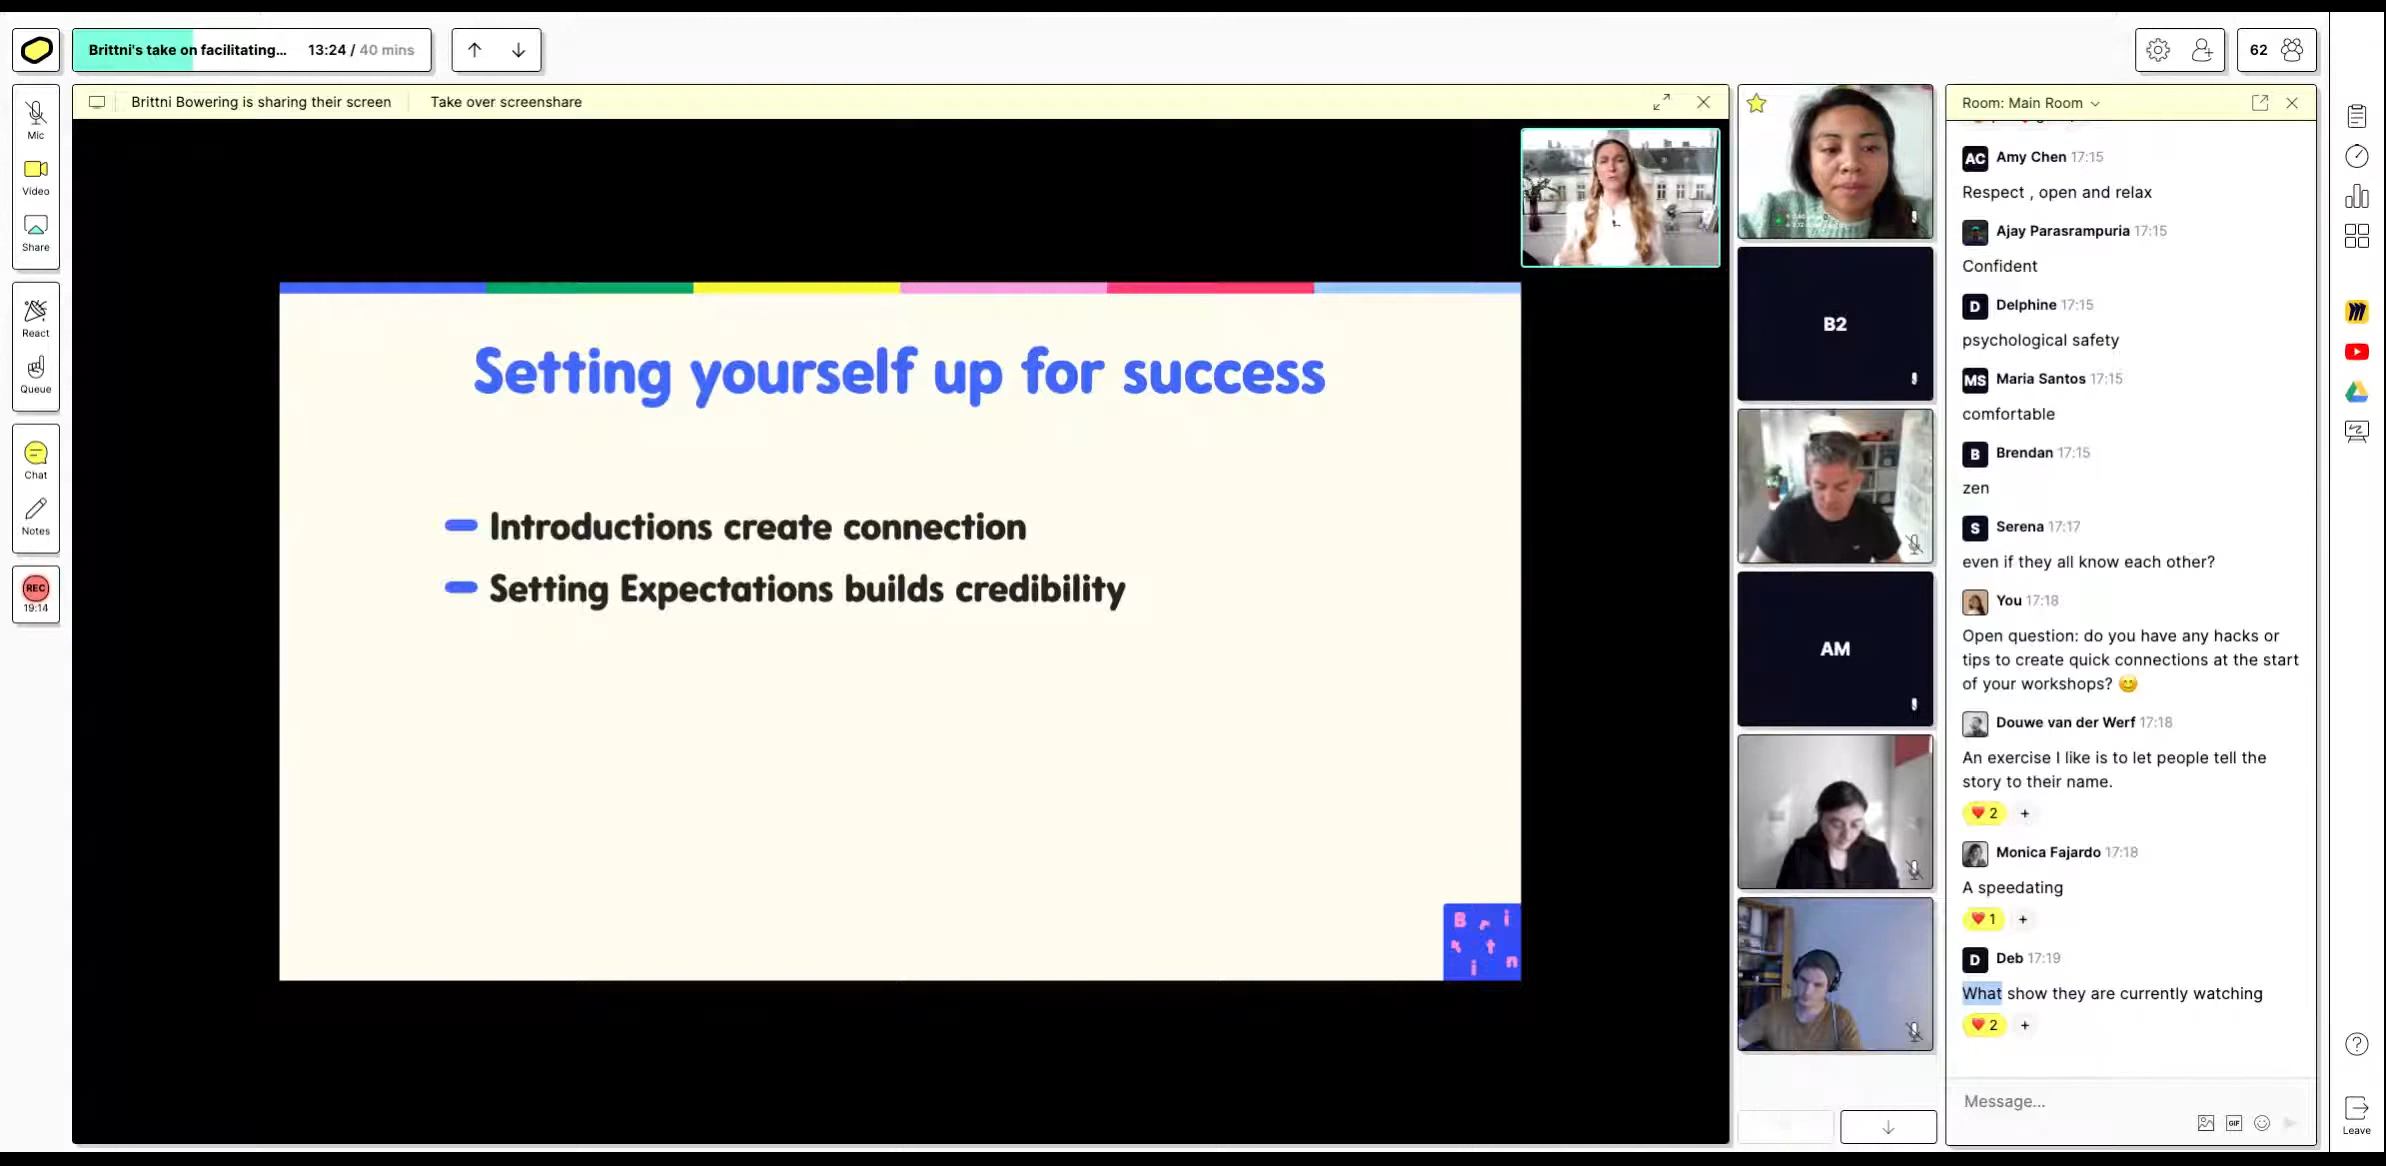 Brittni's take on facilitating... 13:24 / 40 mins
62
Mic
Video
Share
React
Queue
Chat
Notes
REC
19:14
Brittni Bowering is sharing their screen
Take over screenshare
Setting yourself up for success
Introductions create connection
Setting Expectations builds credibility
Brittni
B2
AM
Room: Main Room
AC Amy Chen 17:15
Respect , open and relax
Ajay Parasrampuria 17:15
Confident
D Delphine 17:15
psychological safety
MS Maria Santos 17:15
comfortable
B Brendan 17:15
zen
S Serena 17:17
even if they all know each other?
You 17:18
Open question: do you have any hacks or
tips to create quick connections at the start
of your workshops? 😊
Douwe van der Werf 17:18
An exercise I like is to let people tell the
story to their name.
❤️ 2 +
Monica Fajardo 17:18
A speedating
❤️ 1 +
D Deb 17:19
What show they are currently watching
❤️ 2 +
Message...
GIF
Leave